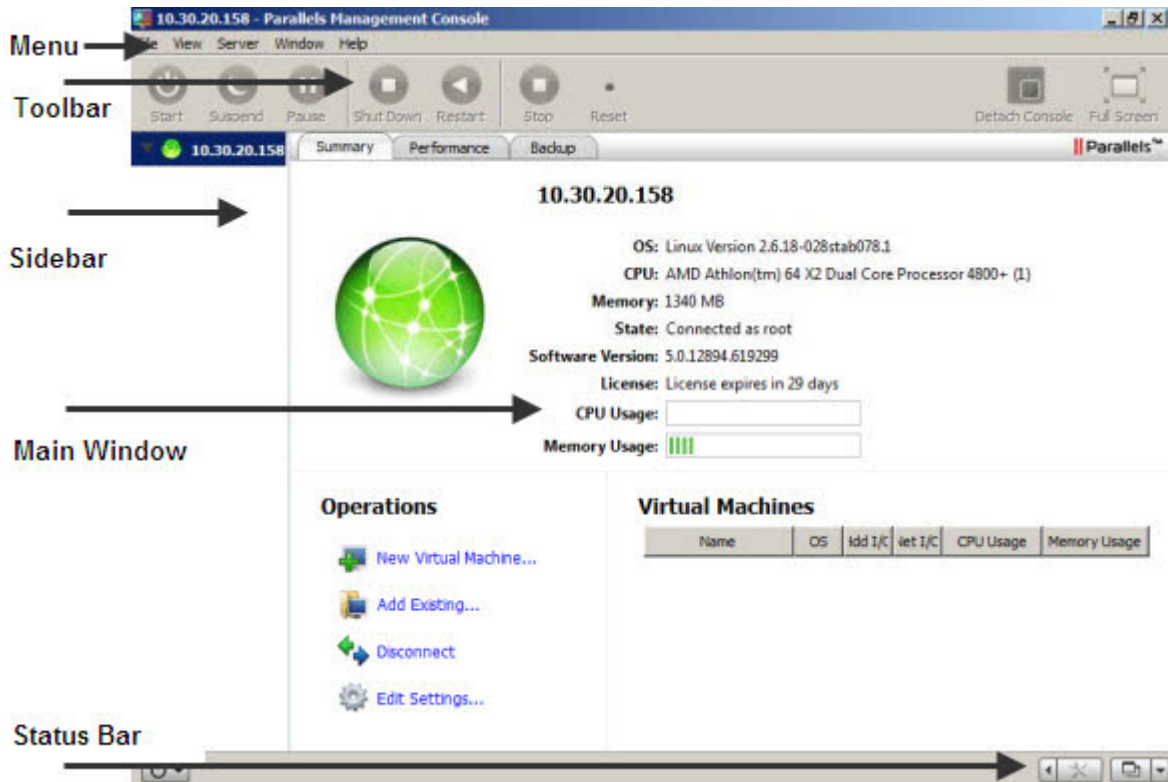 10.30.20.158 - Parallels Management Console
Menu
File View Server Window Help
Toolbar
Start Suspend Pause Shut Down Restart Stop Reset Detach Console Full Screen
10.30.20.158
Summary Performance Backup
Parallels™
10.30.20.158
Sidebar
OS: Linux Version 2.6.18-028stab078.1
CPU: AMD Athlon(tm) 64 X2 Dual Core Processor 4800+ (1)
Memory: 1340 MB
State: Connected as root
Software Version: 5.0.12894.619299
License: License expires in 29 days
CPU Usage:
Main Window
Memory Usage:
Operations
New Virtual Machine...
Add Existing...
Disconnect
Edit Settings...
Virtual Machines
Name OS I/C I/C CPU Usage Memory Usage
Status Bar